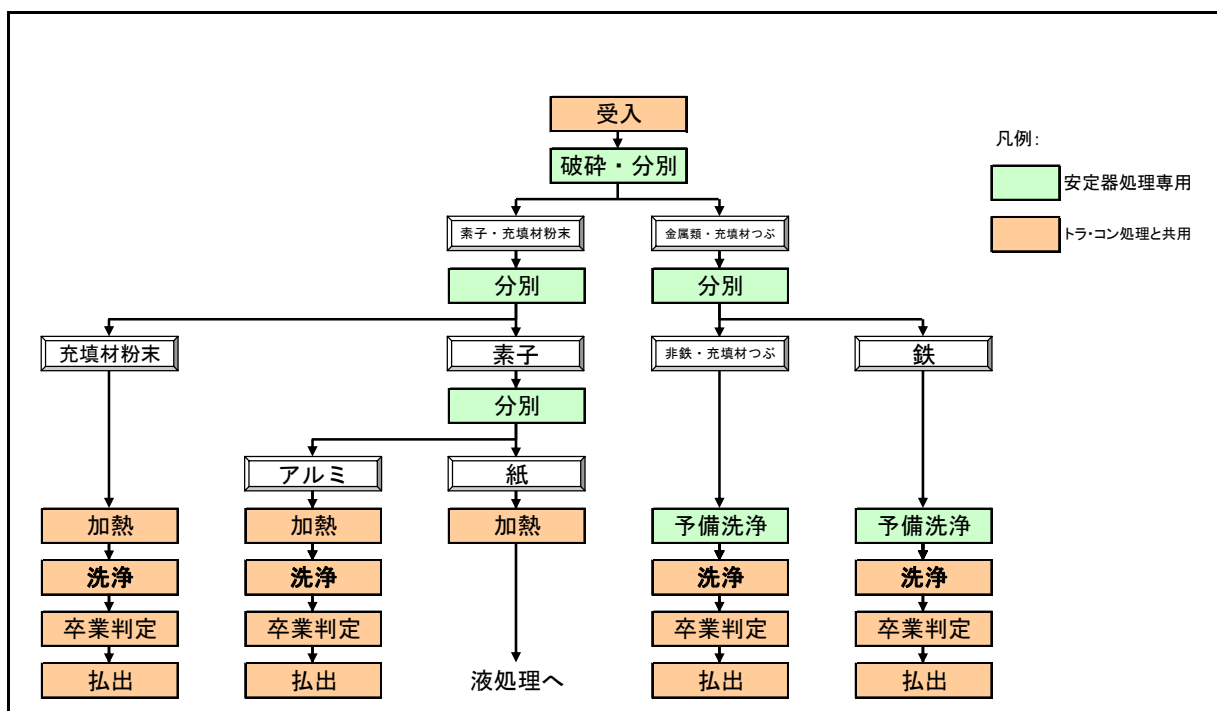 受入
凡例:
破砕・分別
安定器処理専用
素子・充填材粉末
金属類・充填材つぶ
トラ・コン処理と共用
分別
分別
充填材粉末
素子
非鉄・充填材つぶ
鉄
分別
アルミ
紙
加熱
加熱
加熱
予備洗浄
予備洗浄
洗浄
洗浄
洗浄
洗浄
卒業判定
卒業判定
卒業判定
卒業判定
払出
払出
液処理へ
払出
払出